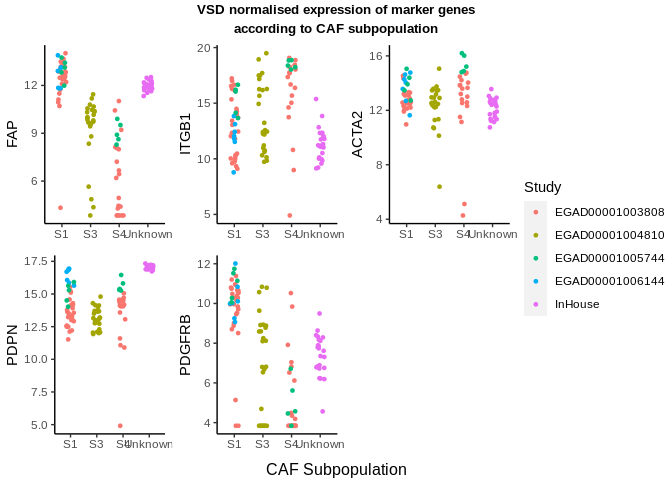 VSD normalised expression of marker genes
according to CAF subpopulation
FAP
12
9
6
S1 S3 S4 Unknown
ITGB1
20
15
10
5
S1 S3 S4 Unknown
ACTA2
16
12
8
4
S1 S3 S4 Unknown
PDPN
17.5
15.0
12.5
10.0
7.5
5.0
S1 S3 S4 Unknown
PDGFRB
12
10
8
6
4
S1 S3 S4 Unknown
Study
EGAD00001003808
EGAD00001004810
EGAD00001005744
EGAD00001006144
InHouse
CAF Subpopulation